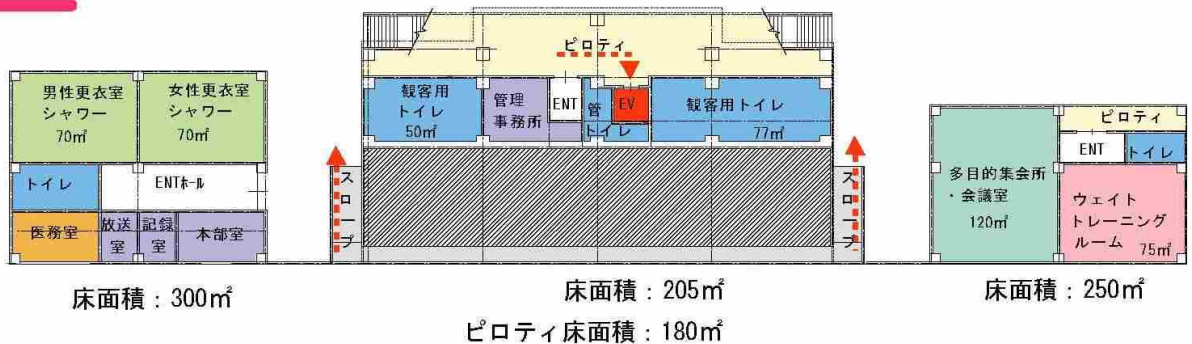 男性更衣室
シャワー
70㎡
女性更衣室
シャワー
70㎡
トイレ
ENTホール
医務室
放送
室
記録
室
本部室
床面積：300㎡
ピロティ
観客用
トイレ
50㎡
管理
事務所
ENT
管
トイレ
EV
観客用トイレ
77㎡
スロープ
スロープ
床面積：205㎡
ピロティ床面積：180㎡
多目的集会所
・会議室
120㎡
ピロティ
ENT
トイレ
ウェイト
トレーニング
ルーム
75㎡
床面積：250㎡